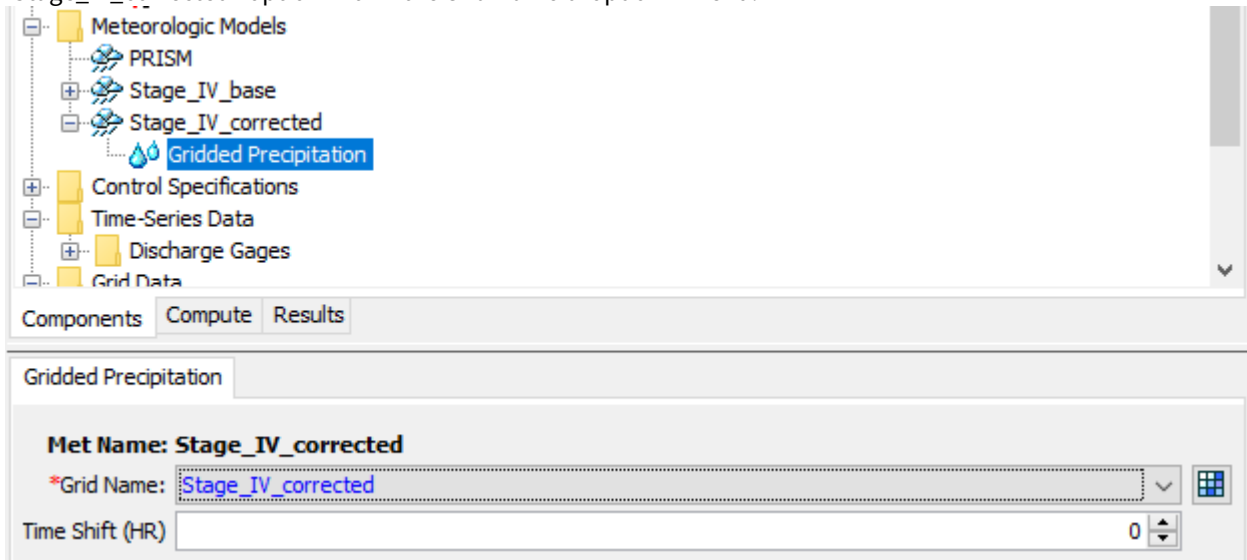 Meteorologic Models
PRISM
Stage_IV_base
Stage_IV_corrected
Gridded Precipitation
Control Specifications
Time-Series Data
Discharge Gages
Grid Data
Components Compute Results
Gridded Precipitation
Met Name: Stage_IV_corrected
*Grid Name: Stage_IV_corrected
Time Shift (HR) 0